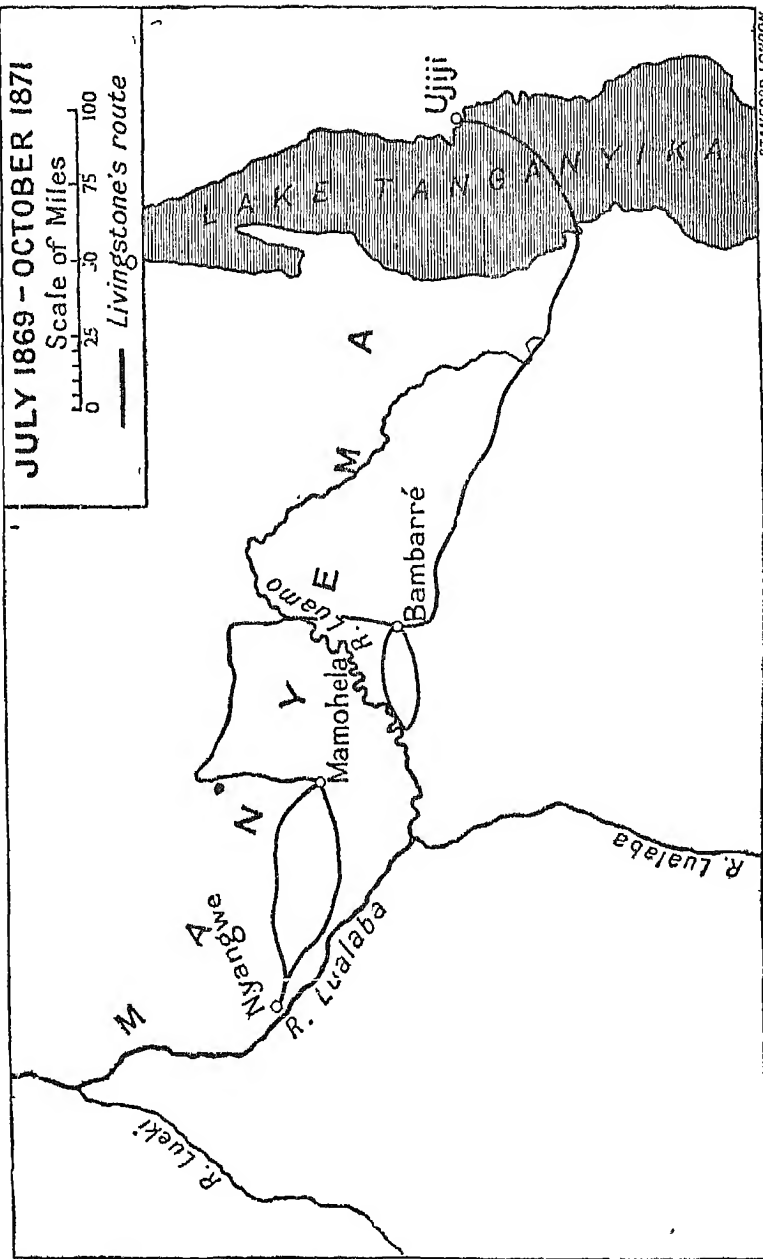 JULY 1869 – OCTOBER 1871
Scale of Miles
0 25 50 75 100
Livingstone's route
LAKE TANGANYIKA
Ujiji
MANYEMA
Bambarré
R. Luamo
Mamohela
Nyangwe
R. Lualaba
R. Lualaba
R. Lueki